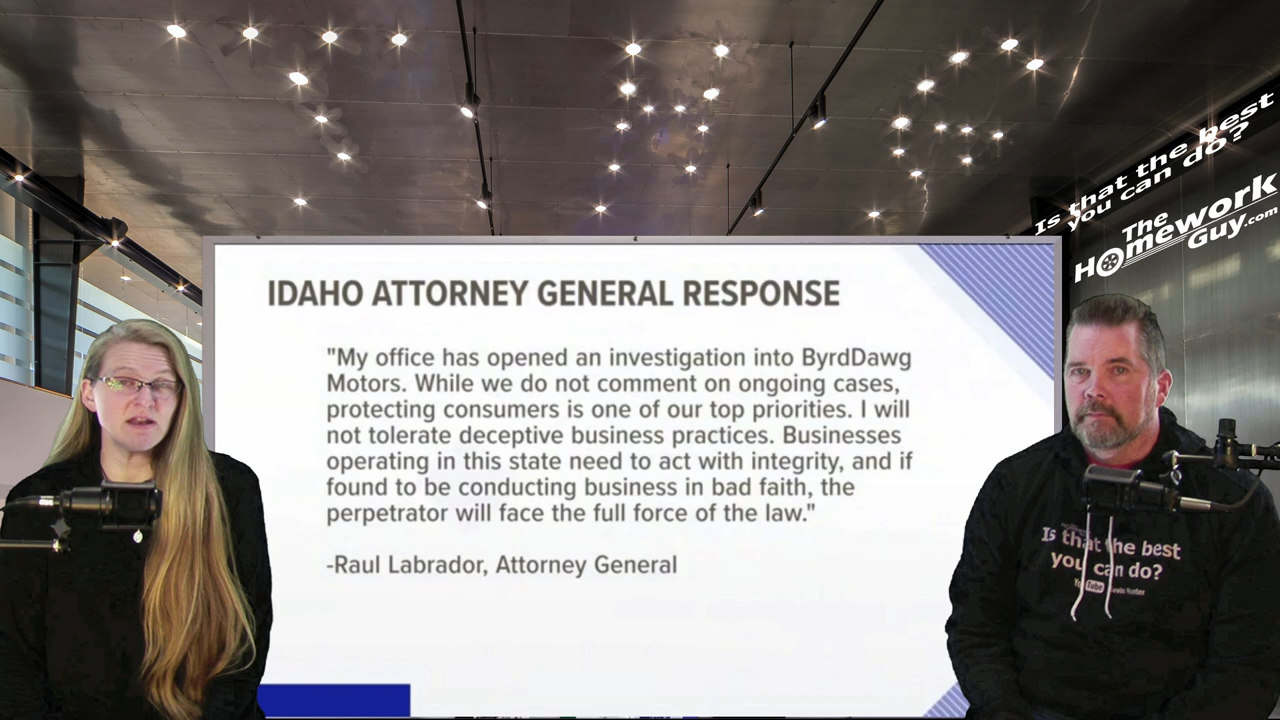 Is that the best
you can do?
The
Homework
Guy.com
IDAHO ATTORNEY GENERAL RESPONSE
"My office has opened an investigation into ByrdDawg
Motors. While we do not comment on ongoing cases,
protecting consumers is one of our top priorities. I will
not tolerate deceptive business practices. Businesses
operating in this state need to act with integrity, and if
found to be conducting business in bad faith, the
perpetrator will face the full force of the law."
-Raul Labrador, Attorney General
Is that the best
you can do?
Tube
Hunter